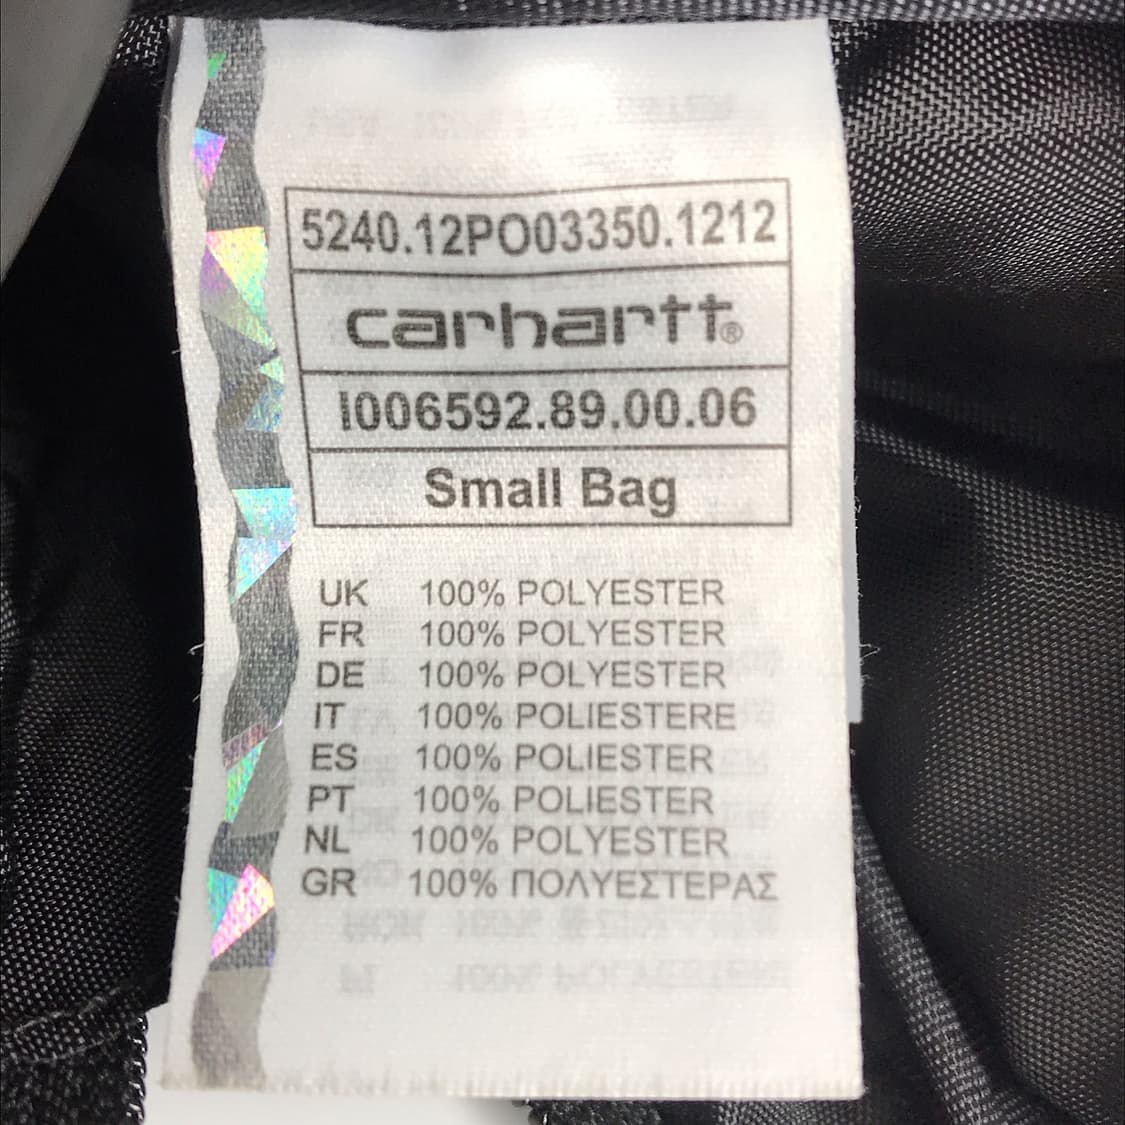 5240.12PO03350.1212
carhartt®
I006592.89.00.06
Small Bag
UK 100% POLYESTER
FR 100% POLYESTER
DE 100% POLYESTER
IT 100% POLIESTERE
ES 100% POLIESTER
PT 100% POLIESTER
NL 100% POLYESTER
GR 100% ΠΟΛΥΕΣΤΕΡΑΣ